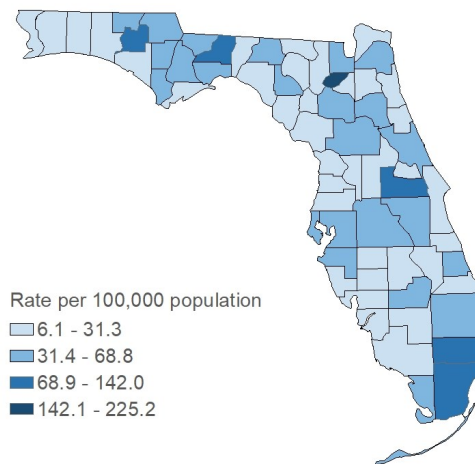 Rate per 100,000 population
6.1 - 31.3
31.4 - 68.8
68.9 - 142.0
142.1 - 225.2